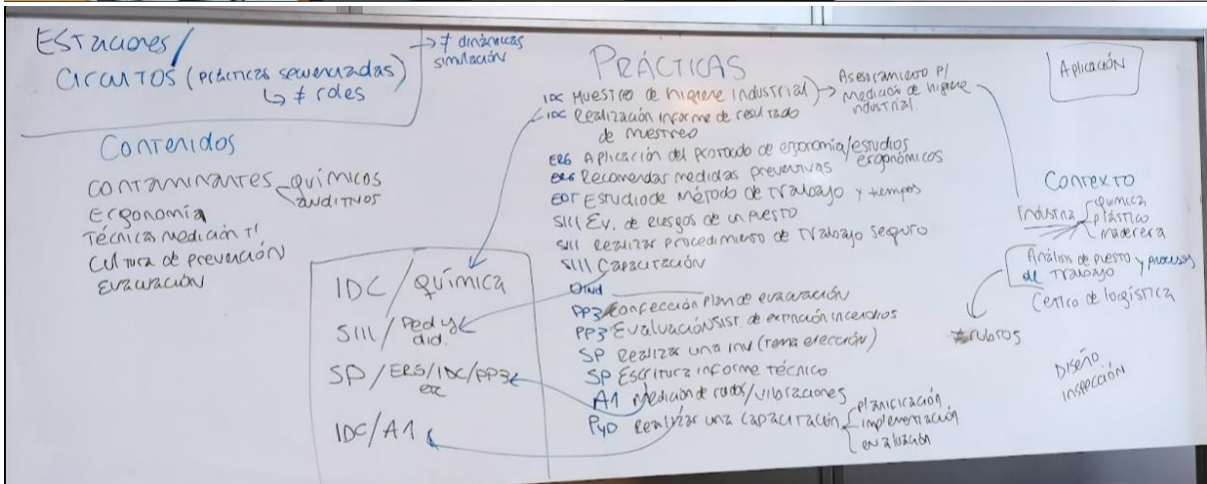 Estaciones/
Circuitos (prácticas secuenciadas)
↳ ≠ roles
→ ≠ dinámicas
simulación
Contenidos
contaminantes químicos
auditivos
Ergonomía
Técnicas medición T
Cultura de prevención
Evacuación
IDC/Química
SIII/Ped y
did.
SP/ERG/IDC/PP3
etc
IDC/A1
PRÁCTICAS
IDC Muestreo de higiene industrial → Asesoramiento p/
medición de higiene
industrial.
IDC Realización informe de resultado
de muestreo
ERG Aplicación del protocolo de ergonomía/estudios
ergonómicos
ERG Recomendar medidas preventivas
EOT Estudio de Método de Trabajo y tiempos
SIII Ev. de riesgos de un puesto
SIII Realizar procedimiento de Trabajo seguro
SIII Capacitación
PP3 Confección Plan de evacuación
PP3 Evaluación Sist de extinción incendios
SP Realizar una inv (tema elección)
SP Escritura informe técnico
A1 Medición de ruidos/vibraciones
PyD Realizar una capacitación planificación
implementación
evaluación
Aplicación
Contexto
Industria química
plástico
maderera
Análisis de puesto y procesos
de Trabajo
Centro de logística
≠ rubros
Diseño
inspección